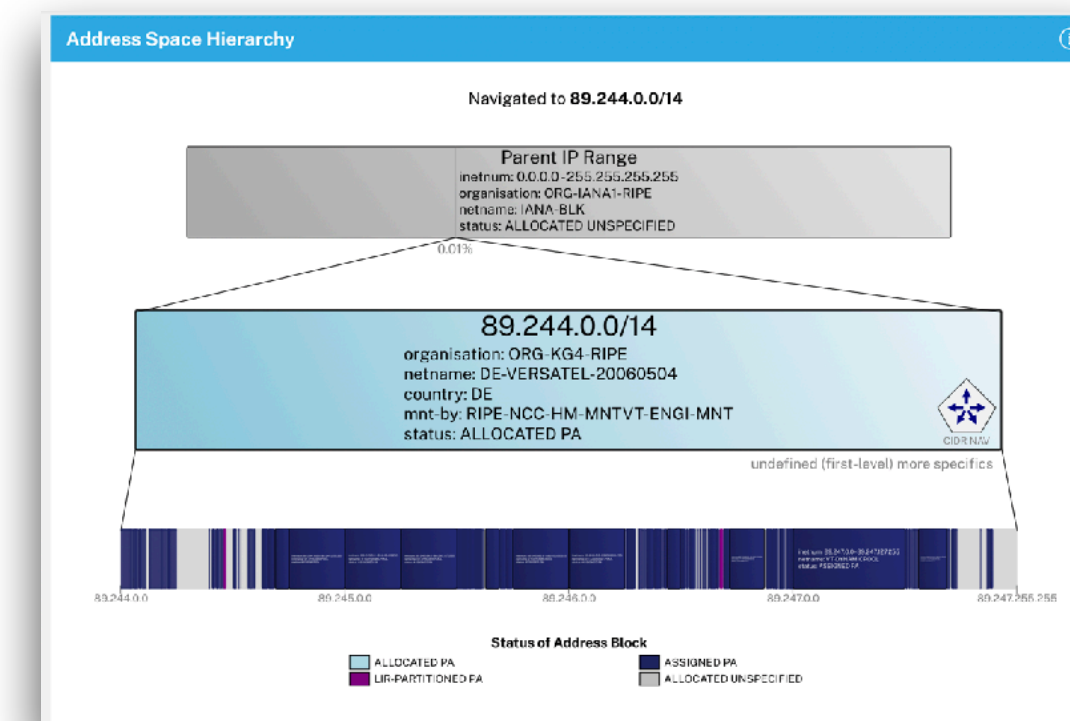 Address Space Hierarchy
Navigated to 89.244.0.0/14
Parent IP Range
inetnum: 0.0.0.0-255.255.255.255
organisation: ORG-IANA1-RIPE
netname: IANA-BLK
status: ALLOCATED UNSPECIFIED
0.01%
89.244.0.0/14
organisation: ORG-KG4-RIPE
netname: DE-VERSATEL-20060504
country: DE
mnt-by: RIPE-NCC-HM-MNTVT-ENGI-MNT
status: ALLOCATED PA
CIDR NAV
undefined (first-level) more specifics
status: ASSIGNED PA
89.244.0.0 89.245.0.0 89.246.0.0 89.247.0.0 89.247.255.255
Status of Address Block
ALLOCATED PA ASSIGNED PA
LIR-PARTITIONED PA ALLOCATED UNSPECIFIED